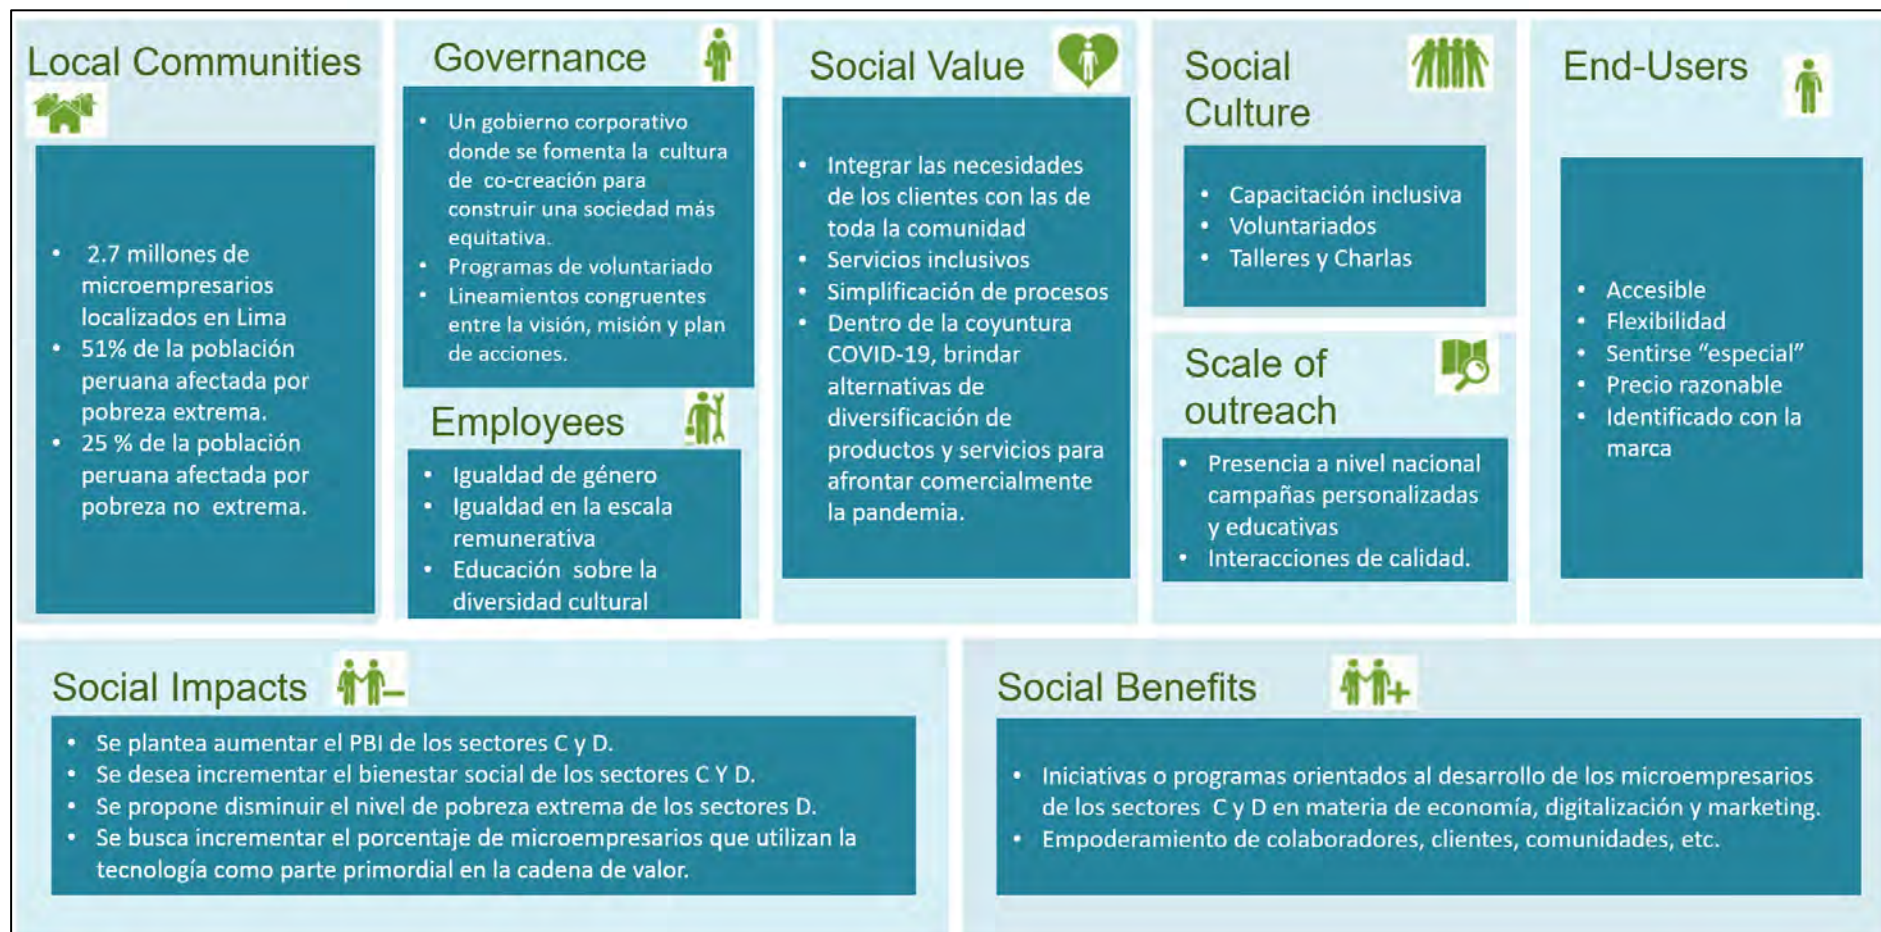 Local Communities
2.7 millones de
microempresarios
localizados en Lima
51% de la población
peruana afectada por
pobreza extrema.
25 % de la población
peruana afectada por
pobreza no extrema.
Governance
Un gobierno corporativo
donde se fomenta la cultura
de co-creación para
construir una sociedad más
equitativa.
Programas de voluntariado
Lineamientos congruentes
entre la visión, misión y plan
de acciones.
Employees
Igualdad de género
Igualdad en la escala
remunerativa
Educación sobre la
diversidad cultural
Social Value
Integrar las necesidades
de los clientes con las de
toda la comunidad
Servicios inclusivos
Simplificación de procesos
Dentro de la coyuntura
COVID-19, brindar
alternativas de
diversificación de
productos y servicios para
afrontar comercialmente
la pandemia.
Social
Culture
Capacitación inclusiva
Voluntariados
Talleres y Charlas
Scale of
outreach
Presencia a nivel nacional
campañas personalizadas
y educativas
Interacciones de calidad.
End-Users
Accesible
Flexibilidad
Sentirse “especial”
Precio razonable
Identificado con la
marca
Social Impacts
Se plantea aumentar el PBI de los sectores C y D.
Se desea incrementar el bienestar social de los sectores C Y D.
Se propone disminuir el nivel de pobreza extrema de los sectores D.
Se busca incrementar el porcentaje de microempresarios que utilizan la
tecnología como parte primordial en la cadena de valor.
Social Benefits
Iniciativas o programas orientados al desarrollo de los microempresarios
de los sectores C y D en materia de economía, digitalización y marketing.
Empoderamiento de colaboradores, clientes, comunidades, etc.